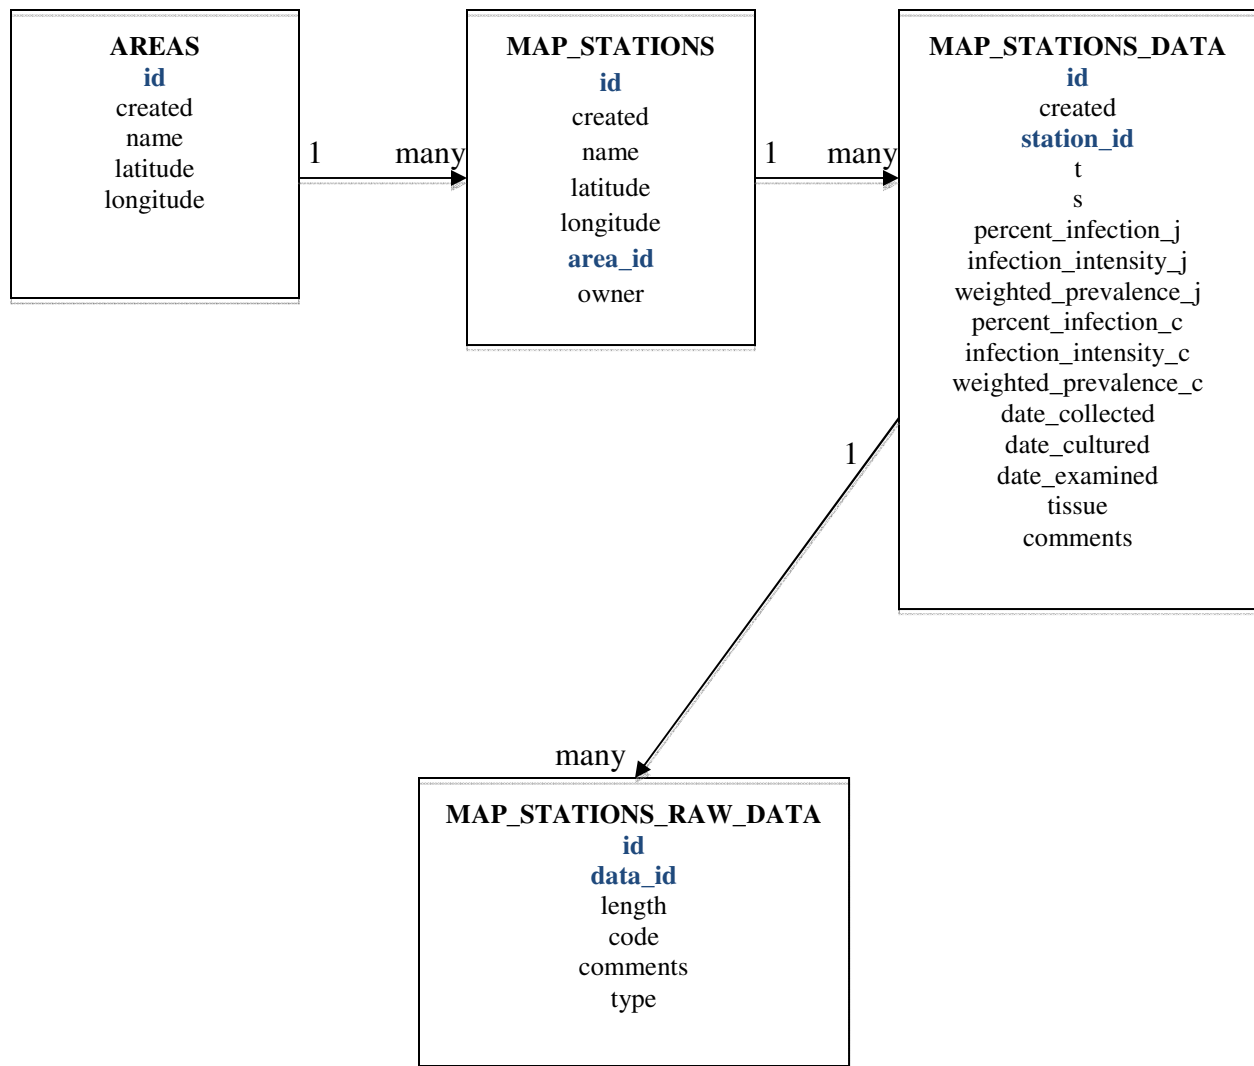 AREAS
id
created
name
latitude
longitude
1
many
MAP_STATIONS
id
created
name
latitude
longitude
area_id
owner
1
many
MAP_STATIONS_DATA
id
created
station_id
t
s
percent_infection_j
infection_intensity_j
weighted_prevalence_j
percent_infection_c
infection_intensity_c
weighted_prevalence_c
date_collected
date_cultured
date_examined
tissue
comments
1
many
MAP_STATIONS_RAW_DATA
id
data_id
length
code
comments
type